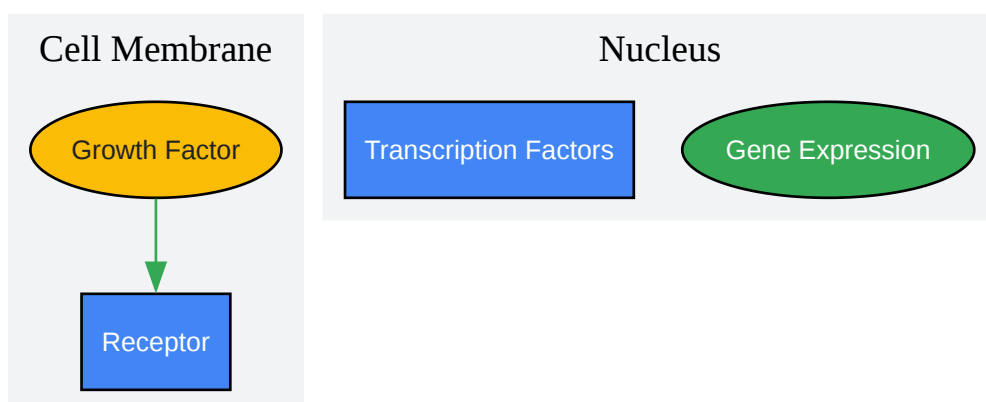 Cell Membrane
Growth Factor
Receptor
Nucleus
Transcription Factors
Gene Expression